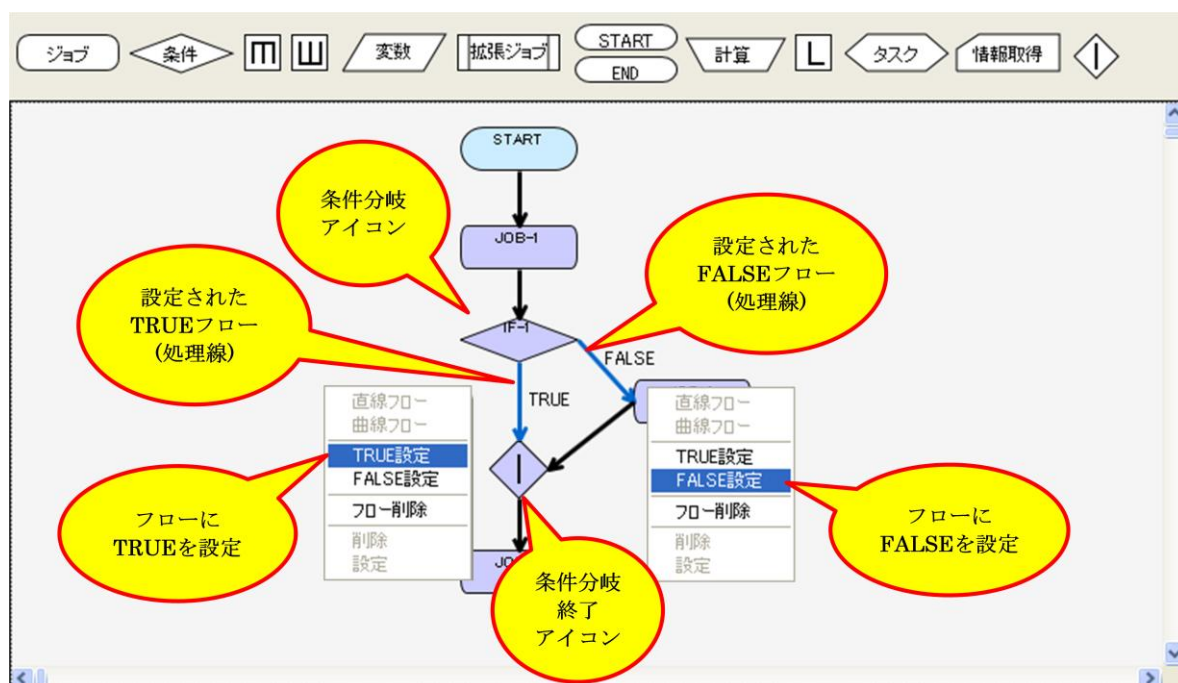 ジョブ
条件
変数
拡張ジョブ
START
END
計算
L
タスク
情報取得
START
条件分岐
アイコン
JOB-1
設定された
FALSEフロー
(処理線)
設定された
TRUEフロー
(処理線)
IF-1
FALSE
TRUE
直線フロー
曲線フロー
TRUE設定
FALSE設定
フロー削除
削除
設定
直線フロー
曲線フロー
TRUE設定
FALSE設定
フロー削除
削除
設定
フローに
TRUEを設定
フローに
FALSEを設定
条件分岐
終了
アイコン